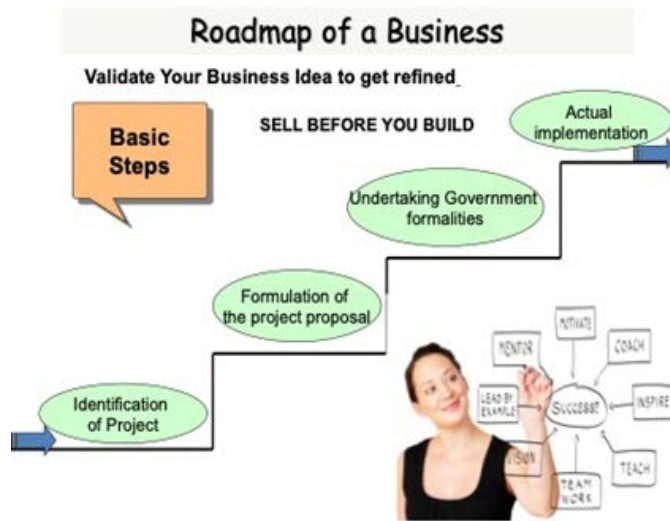 Roadmap of a Business
Validate Your Business Idea to get refined
Basic
Steps
SELL BEFORE YOU BUILD
Actual
implementation
Undertaking Government
formalities
Formulation of
the project proposal
Identification
of Project
MOTIVATE
MENTOR
COACH
LEAD BY
EXAMPLE
SUCCESS!
INSPIRE
VISION
TEACH
TEAM
WORK